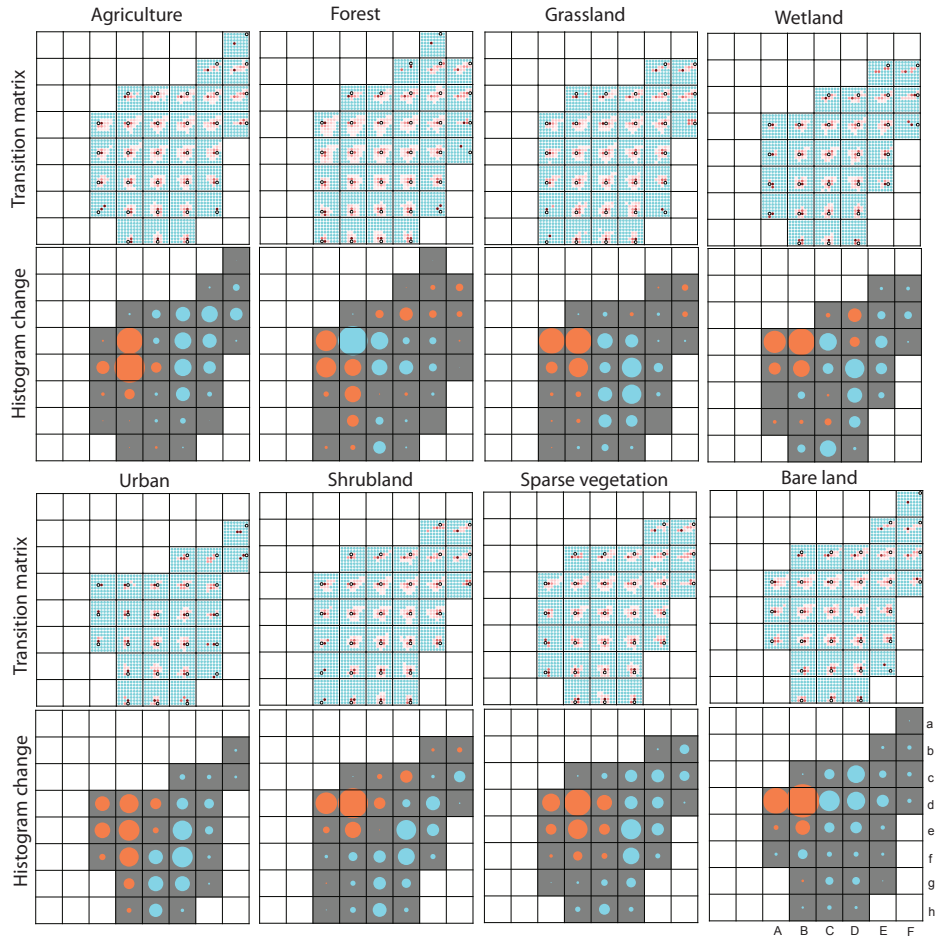 Agriculture
Forest
Grassland
Wetland
Transition matrix
Histogram change
Urban
Shrubland
Sparse vegetation
Bare land
Transition matrix
Histogram change
a
b
c
d
e
f
g
h
A B C D E F